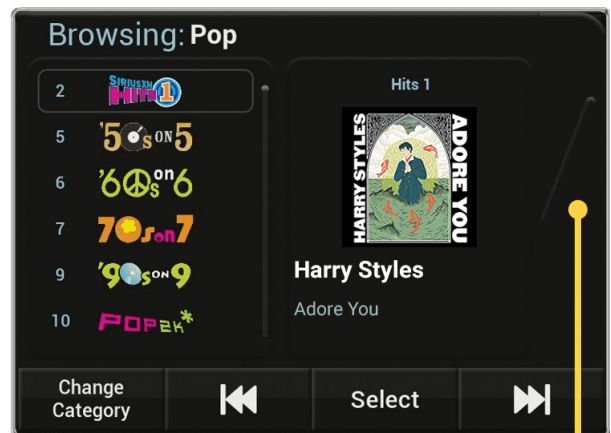 Browsing: Pop
2 SIRIUSXM HITS 1
5 '50s ON 5
6 '60s on 6
7 70s on 7
9 '90s ON 9
10 POP2K*
Hits 1
HARRY STYLES
ADORE YOU
Harry Styles
Adore You
Change
Category
Select